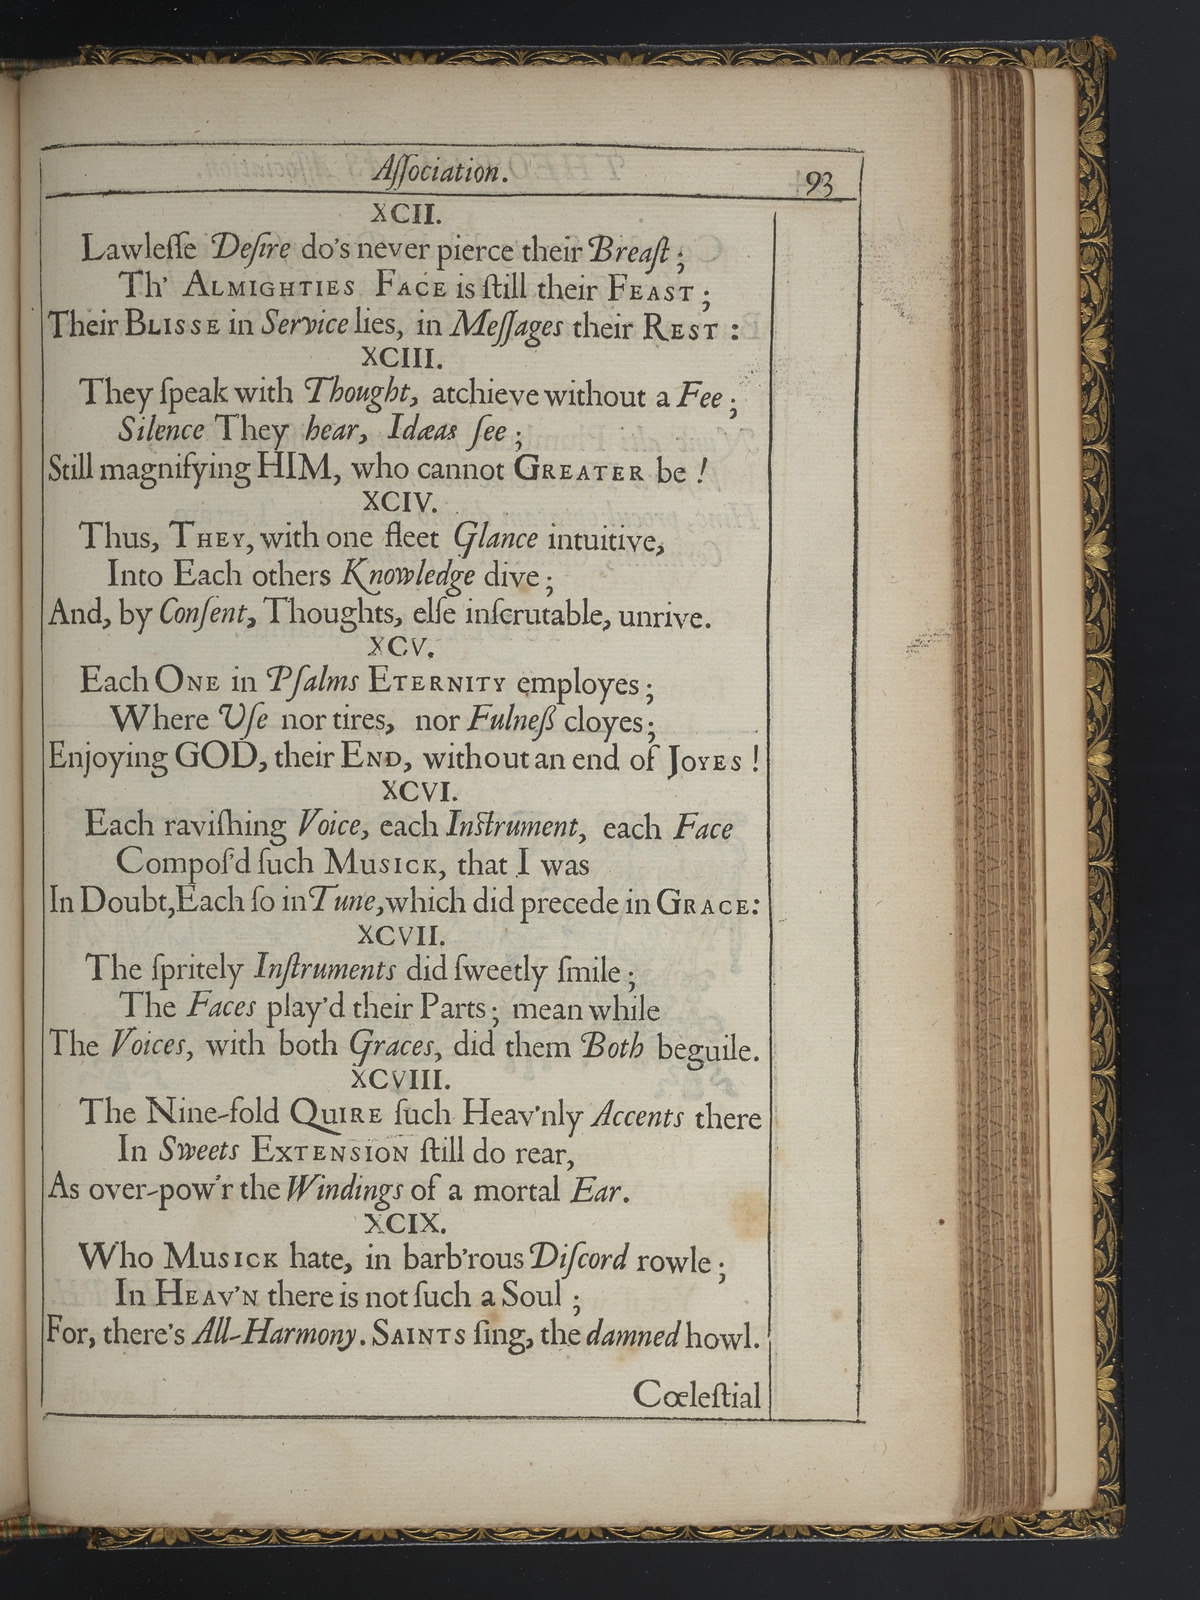 Aſſociation.
93
XCII.
Lawleſſe Deſire do's never pierce their Breaſt;
Th' ALMIGHTIES FACE is ſtill their FEAST;
Their BLISSE in Service lies, in Meſſages their REST:
XCIII.
They ſpeak with Thought, atchieve without a Fee;
Silence They hear, Idæas ſee;
Still magnifying HIM, who cannot GREATER be!
XCIV.
Thus, THEY, with one fleet Glance intuitive,
Into Each others Knowledge dive;
And, by Conſent, Thoughts, elſe inſcrutable, unrive.
XCV.
Each ONE in Pſalms ETERNITY employes;
Where Uſe nor tires, nor Fulneß cloyes;
Enjoying GOD, their END, without an end of JOYES!
XCVI.
Each raviſhing Voice, each Inſtrument, each Face
Compoſ'd ſuch MUSICK, that I was
In Doubt, Each ſo in Tune, which did precede in GRACE:
XCVII.
The ſpritely Inſtruments did ſweetly ſmile;
The Faces play'd their Parts; mean while
The Voices, with both Graces, did them Both beguile.
XCVIII.
The Nine-fold QUIRE ſuch Heav'nly Accents there
In Sweets EXTENSION ſtill do rear,
As over-pow'r the Windings of a mortal Ear.
XCIX.
Who MUSICK hate, in barb'rous Diſcord rowle;
In HEAV'N there is not ſuch a Soul;
For, there's All-Harmony. SAINTS ſing, the damned howl.
Cœleſtial